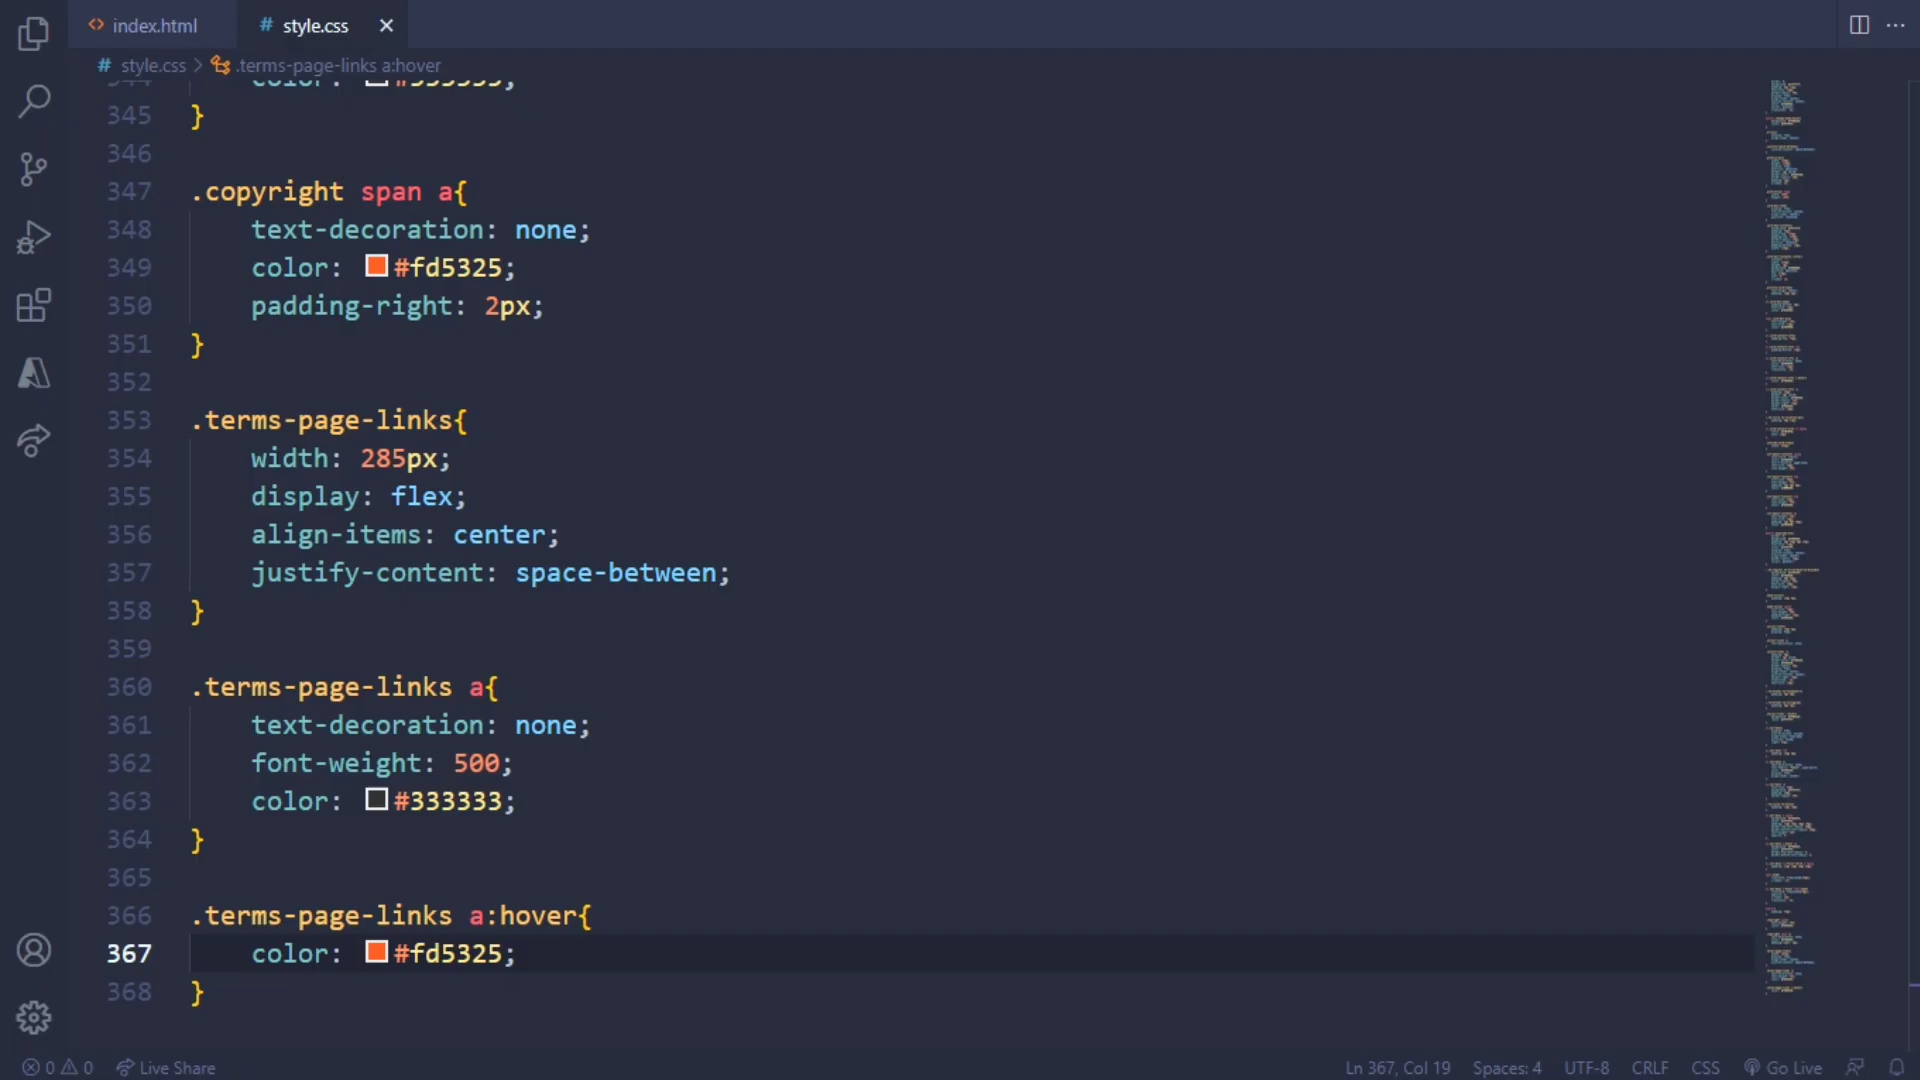 index.html
style.css
style.css > .terms-page-links a:hover
344 color: #333333;
345 }
346
347 .copyright span a{
348 text-decoration: none;
349 color: #fd5325;
350 padding-right: 2px;
351 }
352
353 .terms-page-links{
354 width: 285px;
355 display: flex;
356 align-items: center;
357 justify-content: space-between;
358 }
359
360 .terms-page-links a{
361 text-decoration: none;
362 font-weight: 500;
363 color: #333333;
364 }
365
366 .terms-page-links a:hover{
367 color: #fd5325;
368 }
0 0 Live Share Ln 367, Col 19 Spaces: 4 UTF-8 CRLF CSS Go Live